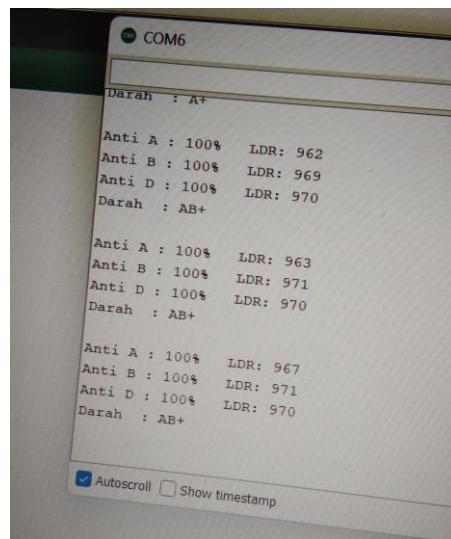 COM6
Darah : A+
Anti A : 100% LDR: 962
Anti B : 100% LDR: 969
Anti D : 100% LDR: 970
Darah : AB+
Anti A : 100% LDR: 963
Anti B : 100% LDR: 971
Anti D : 100% LDR: 970
Darah : AB+
Anti A : 100% LDR: 967
Anti B : 100% LDR: 971
Anti D : 100% LDR: 970
Darah : AB+
Autoscroll Show timestamp